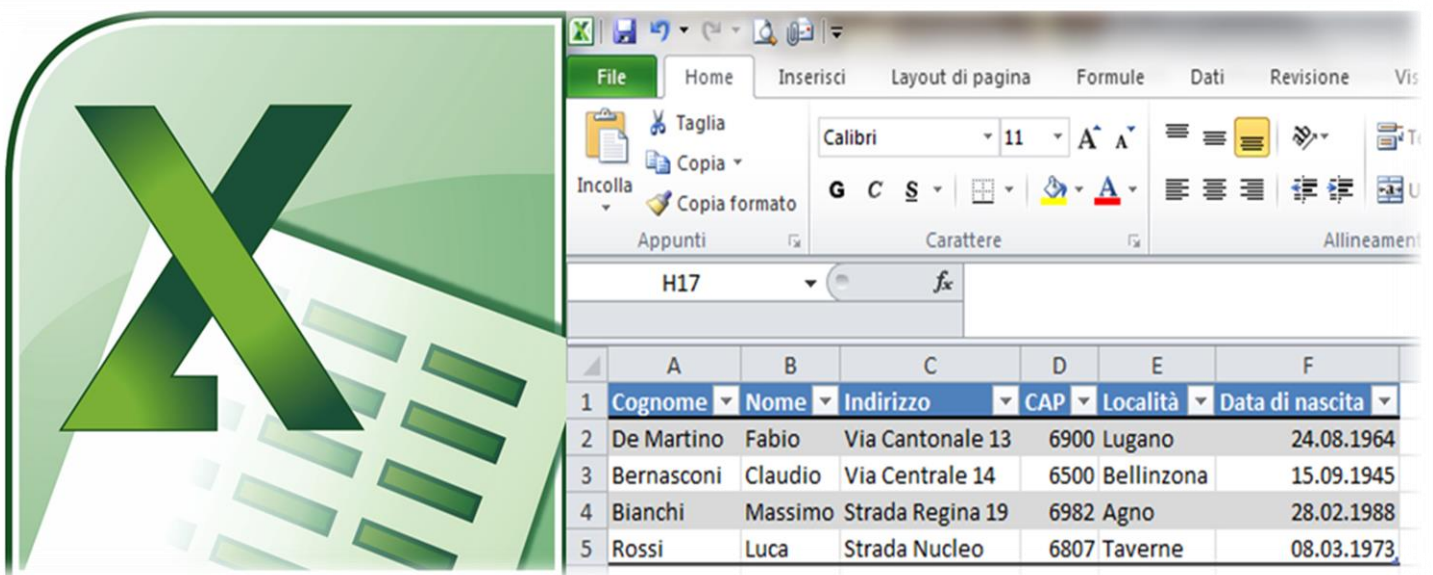 File Home Inserisci Layout di pagina Formule Dati Revisione Vis
Taglia
Copia
Incolla
Copia formato
Calibri 11 A A
G C S A
Appunti Carattere Allineament
H17 fx
A B C D E F
1 Cognome Nome Indirizzo CAP Località Data di nascita
2 De Martino Fabio Via Cantonale 13 6900 Lugano 24.08.1964
3 Bernasconi Claudio Via Centrale 14 6500 Bellinzona 15.09.1945
4 Bianchi Massimo Strada Regina 19 6982 Agno 28.02.1988
5 Rossi Luca Strada Nucleo 6807 Taverne 08.03.1973